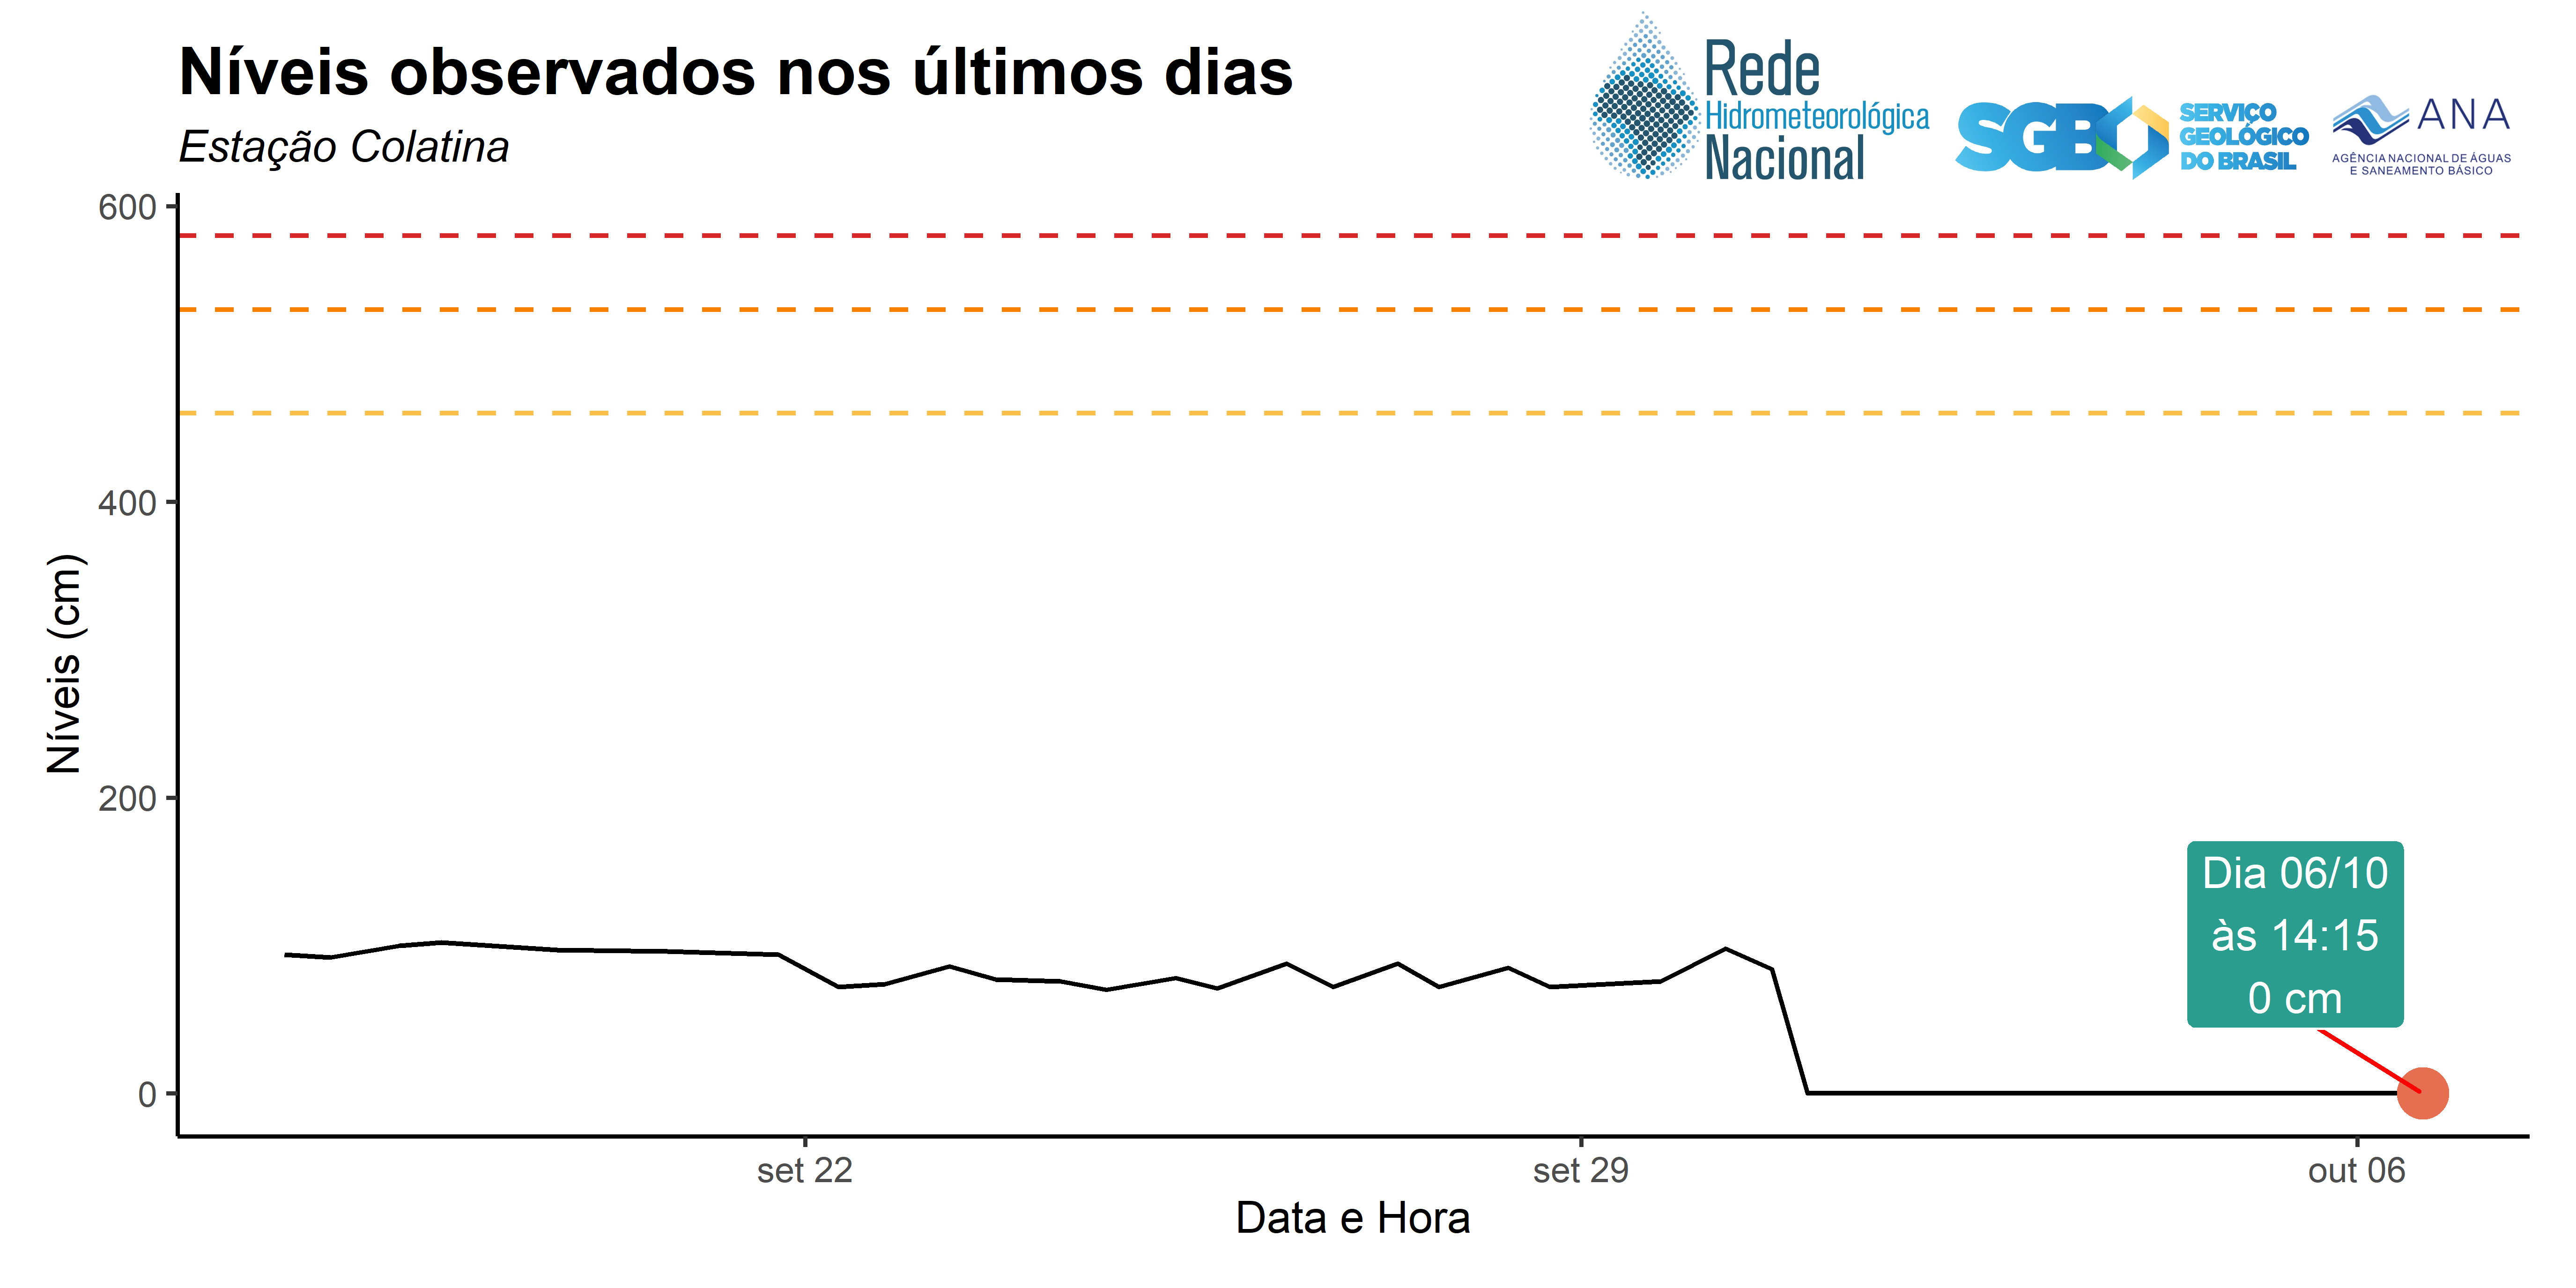 Níveis observados nos últimos dias
Estação Colatina
Rede
Hidrometeorológica
Nacional
SGB
SERVIÇO
GEOLÓGICO
DO BRASIL
ANA
AGÊNCIA NACIONAL DE ÁGUAS
E SANEAMENTO BÁSICO
Níveis (cm)
600
400
200
0
Dia 06/10
às 14:15
0 cm
set 22
set 29
out 06
Data e Hora